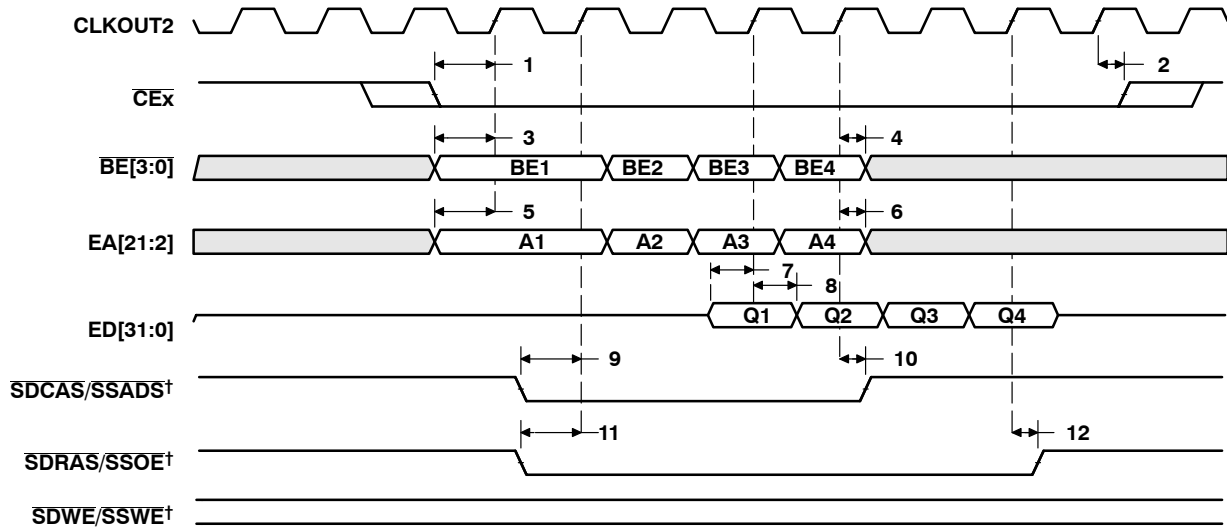 CLKOUT2
1
2
CEx
3
4
BE[3:0]
BE1 BE2 BE3 BE4
5
6
EA[21:2]
A1 A2 A3 A4
7
8
ED[31:0]
Q1 Q2 Q3 Q4
9
10
SDCAS/SSADS†
11
12
SDRAS/SSOE†
SDWE/SSWE†